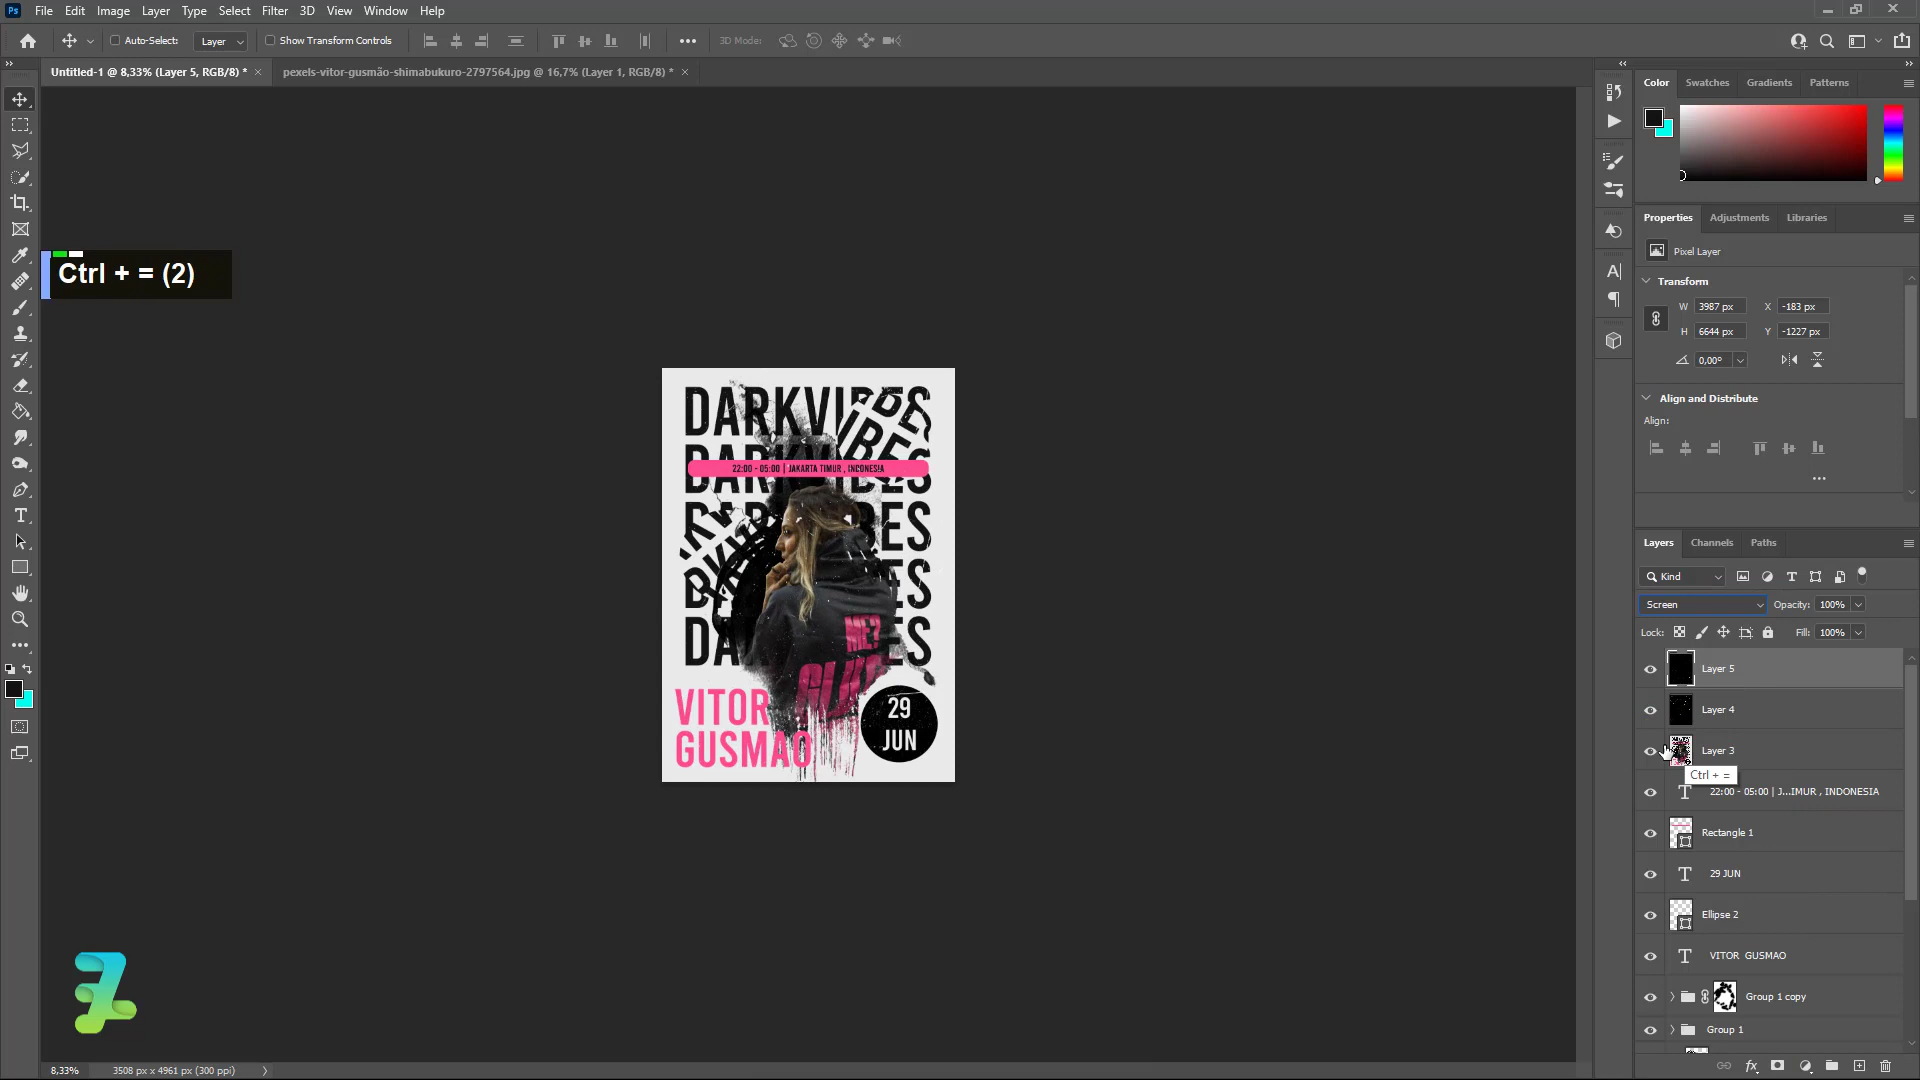 Ps File Edit Image Layer Type Select Filter 3D View Window Help
Auto-Select: Layer Show Transform Controls 3D Mode:
Untitled-1 @ 8,33% (Layer 5, RGB/8) * × pexels-vitor-gusmão-shimabukuro-2797564.jpg @ 16,7% (Layer 1, RGB/8) * ×
Ctrl + = (2)
DARKVIBES
DARKVIBES
22:00 - 05:00 | JAKARTA TIMUR , INDONESIA
VITOR
GUSMAO
29
JUN
ME?
Color Swatches Gradients Patterns
Properties Adjustments Libraries
Pixel Layer
Transform
W 3987 px X -183 px
H 6644 px Y -1227 px
0,00°
Align and Distribute
Align:
Layers Channels Paths
Kind
Screen Opacity: 100%
Lock: Fill: 100%
Layer 5
Layer 4
Layer 3
Ctrl + =
22:00 - 05:00 | J...IMUR , INDONESIA
Rectangle 1
29 JUN
Ellipse 2
VITOR GUSMAO
Group 1 copy
Group 1
8,33% 3508 px x 4961 px (300 ppi)